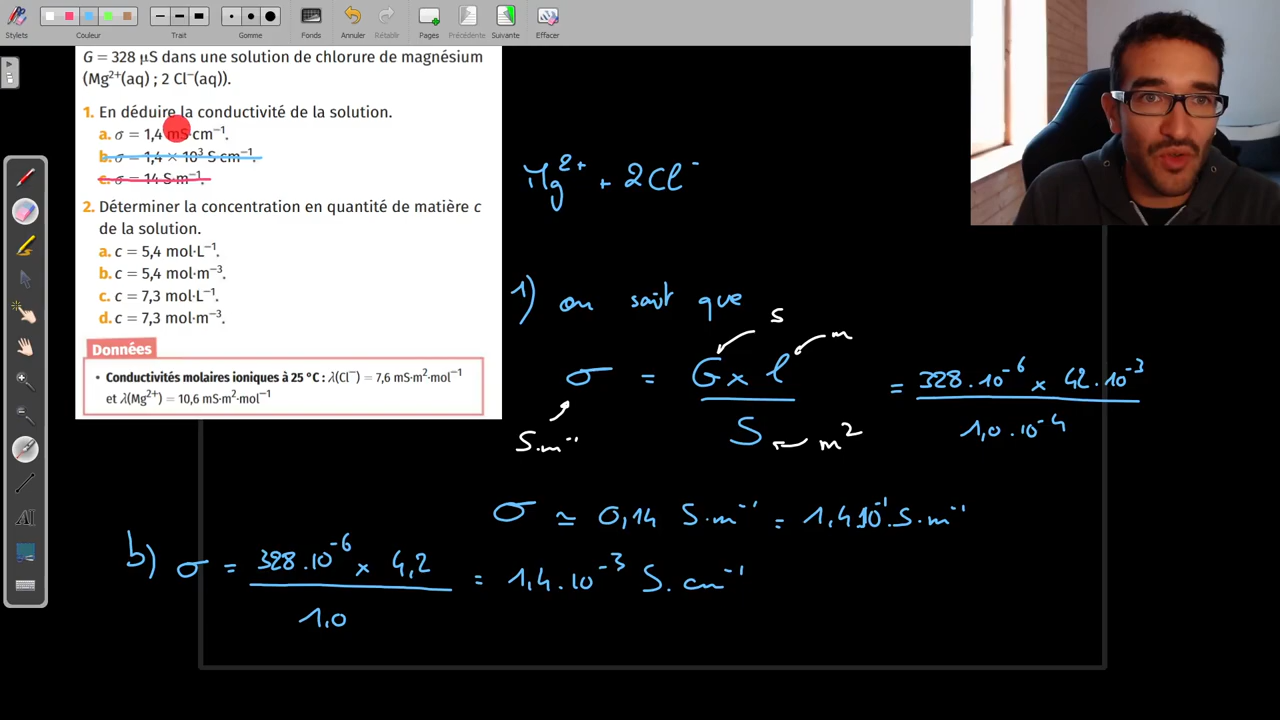 Stylets
Couleur
Trait
Gomme
Fonds
Annuler
Rétablir
Pages
Précédente
Suivante
Effacer
G = 328 µS dans une solution de chlorure de magnésium
(Mg²⁺(aq) ; 2 Cl⁻(aq)).
1. En déduire la conductivité de la solution.
a. σ = 1,4 mS·cm⁻¹.
b. σ = 1,4 × 10³ S·cm⁻¹.
c. σ = 14 S·m⁻¹.
2. Déterminer la concentration en quantité de matière c
de la solution.
a. c = 5,4 mol·L⁻¹.
b. c = 5,4 mol·m⁻³.
c. c = 7,3 mol·L⁻¹.
d. c = 7,3 mol·m⁻³.
Données
• Conductivités molaires ioniques à 25 °C : λ(Cl⁻) = 7,6 mS·m²·mol⁻¹
et λ(Mg²⁺) = 10,6 mS·m²·mol⁻¹
Mg²⁺ + 2Cl⁻
1) on sait que
S
m
σ = G × l / S = 328.10⁻⁶ × 42.10⁻³ / 1,0.10⁻⁴
S.m⁻¹
m²
σ ≃ 0,14 S.m⁻¹ = 1,4.10⁻¹.S.m⁻¹
b) σ = 328.10⁻⁶ × 4,2 / 1,0 = 1,4.10⁻³ S.cm⁻¹
AI